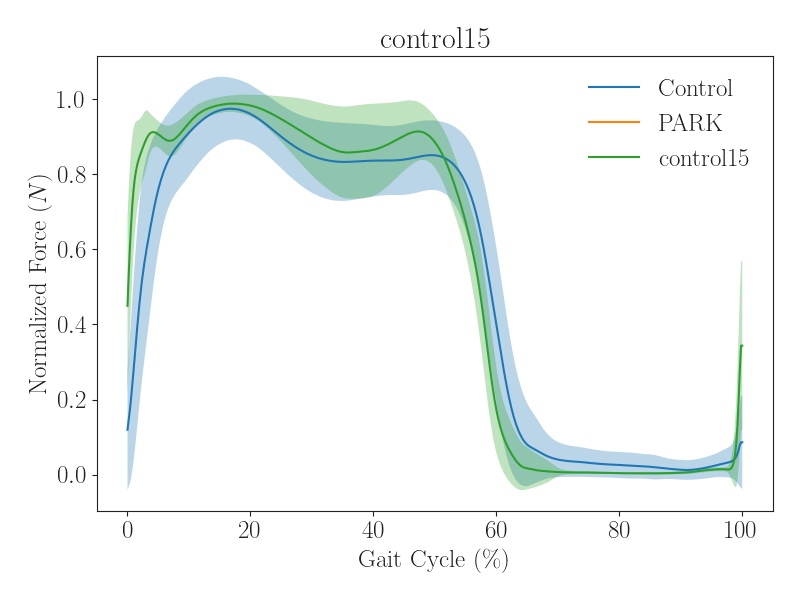 control15
Control
PARK
control15
Normalized Force (N)
1.0
0.8
0.6
0.4
0.2
0.0
0 20 40 60 80 100
Gait Cycle (%)